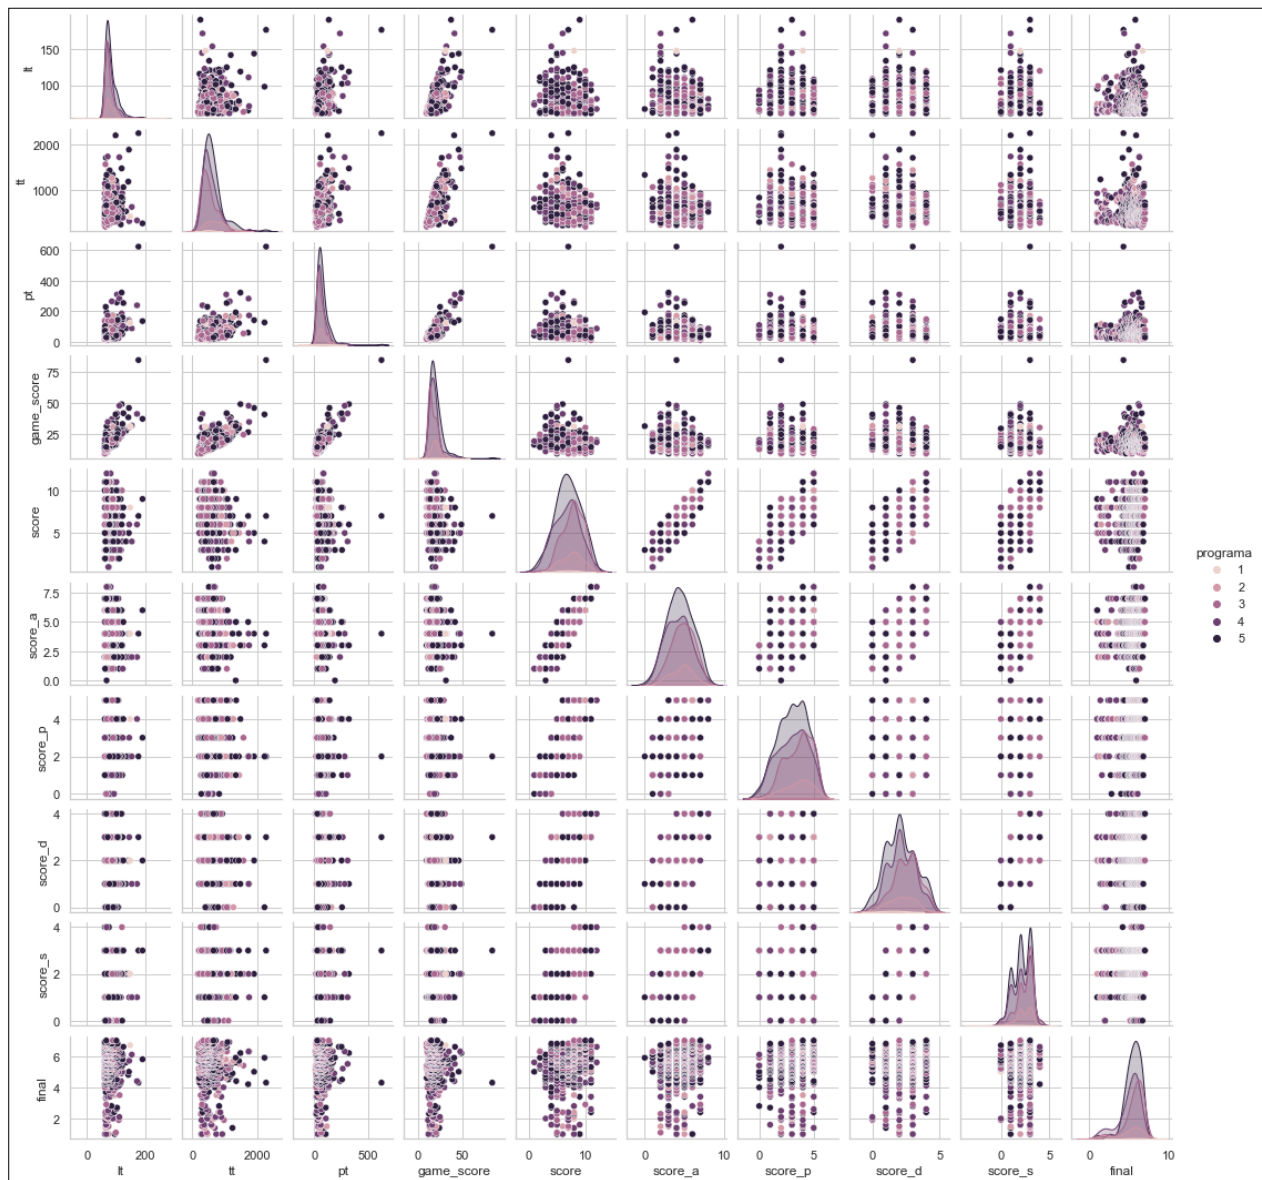 150
100
lt
2000
1000
tt
600
400
200
0
pt
75
50
25
game_score
10
5
score
7.5
5.0
2.5
0.0
score_a
4
2
0
score_p
4
2
0
score_d
4
2
0
score_s
6
4
2
final
0 200 0 2000 0 500 0 50 0 10 0 10 0 5 0 5 0 5 0 10
lt tt pt game_score score score_a score_p score_d score_s final
programa
1
2
3
4
5